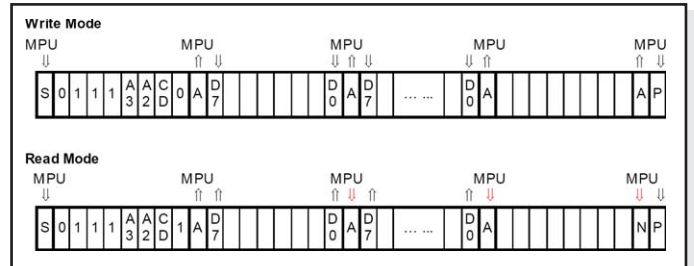 Write Mode
MPU MPU MPU MPU MPU
⇓ ⇑ ⇓ ⇓ ⇑ ⇓ ⇓ ⇑ ⇑ ⇓
S 0 1 1 1 A3 A2 CD 0 A D7 D0 A D7 ... ... D0 A A P
Read Mode
MPU MPU MPU MPU MPU
⇓ ⇑ ⇑ ⇑ ⇓ ⇑ ⇑ ⇓ ⇓ ⇓
S 0 1 1 1 A3 A2 CD 1 A D7 D0 A D7 ... ... D0 A N P